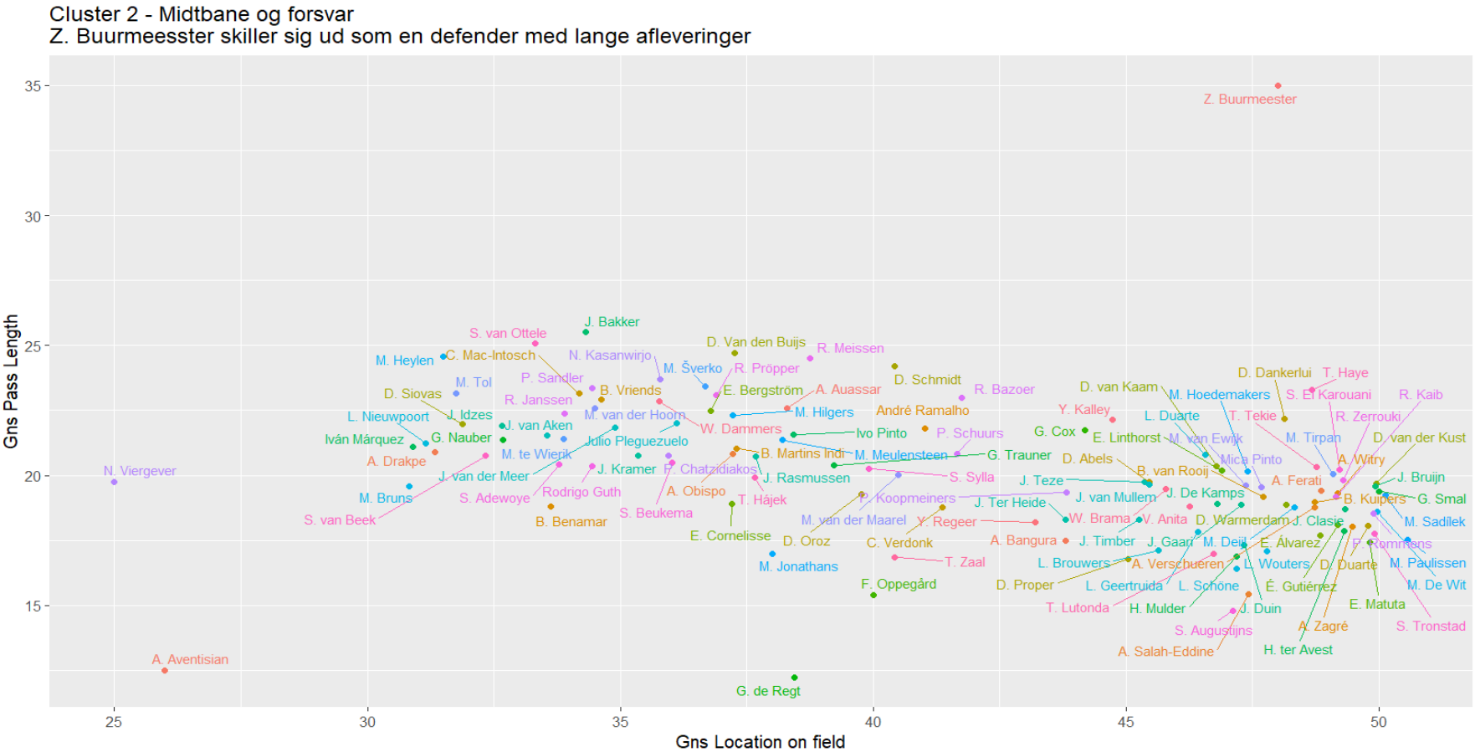 Cluster 2 - Midtbane og forsvar
Z. Buurmeesster skiller sig ud som en defender med lange afleveringer
35
Z. Buurmeester
30
J. Bakker
S. van Ottele
D. Van den Buijs
R. Meissen
25
M. Heylen
C. Mac-Intosch
N. Kasanwirjo
M. Šverko
R. Pröpper
D. Schmidt
D. Dankerlui
T. Haye
M. Tol
P. Sandler
D. Siovas
B. Vriends
E. Bergström
A. Auassar
R. Bazoer
D. van Kaam
M. Hoedemakers
S. El Karouani
R. Kaib
R. Janssen
L. Nieuwpoort
J. Idzes
J. van Aken
M. van der Hoorn
M. Hilgers
André Ramalho
Y. Kalley
L. Duarte
T. Tekie
R. Zerrouki
W. Dammers
Iván Márquez
G. Nauber
Julio Pleguezuelo
Ivo Pinto
P. Schuurs
G. Cox
E. Linthorst
M. van Ewijk
M. Tirpan
D. van der Kust
A. Drakpe
M. te Wierik
B. Martins Indi
M. Meulensteen
G. Trauner
D. Abels
Mica Pinto
A. Witry
N. Viergever
J. van der Meer
J. Kramer
F. Chatzidiakos
J. Rasmussen
S. Sylla
J. Teze
B. van Rooij
A. Ferati
J. Bruijn
M. Bruns
S. Adewoye
Rodrigo Guth
A. Obispo
T. Hájek
P. Koopmeiners
J. Ter Heide
J. van Mullem
J. De Kamps
B. Kuipers
G. Smal
S. van Beek
B. Benamar
S. Beukema
M. van der Maarel
Y. Regeer
W. Brama
V. Anita
D. Warmerdam
J. Clasie
M. Sadílek
E. Cornelisse
D. Oroz
C. Verdonk
A. Bangura
J. Timber
J. Gaari
M. Deijl
E. Álvarez
P. Rommens
M. Jonathans
T. Zaal
L. Brouwers
A. Verschueren
L. Wouters
D. Duarte
M. Paulissen
F. Oppegård
D. Proper
L. Geertruida
L. Schöne
É. Gutiérrez
M. De Wit
15
T. Lutonda
H. Mulder
J. Duin
E. Matuta
S. Augustijns
A. Zagré
S. Tronstad
A. Aventisian
A. Salah-Eddine
H. ter Avest
G. de Regt
20
25
30
35
40
45
50
Gns Location on field
Gns Pass Length